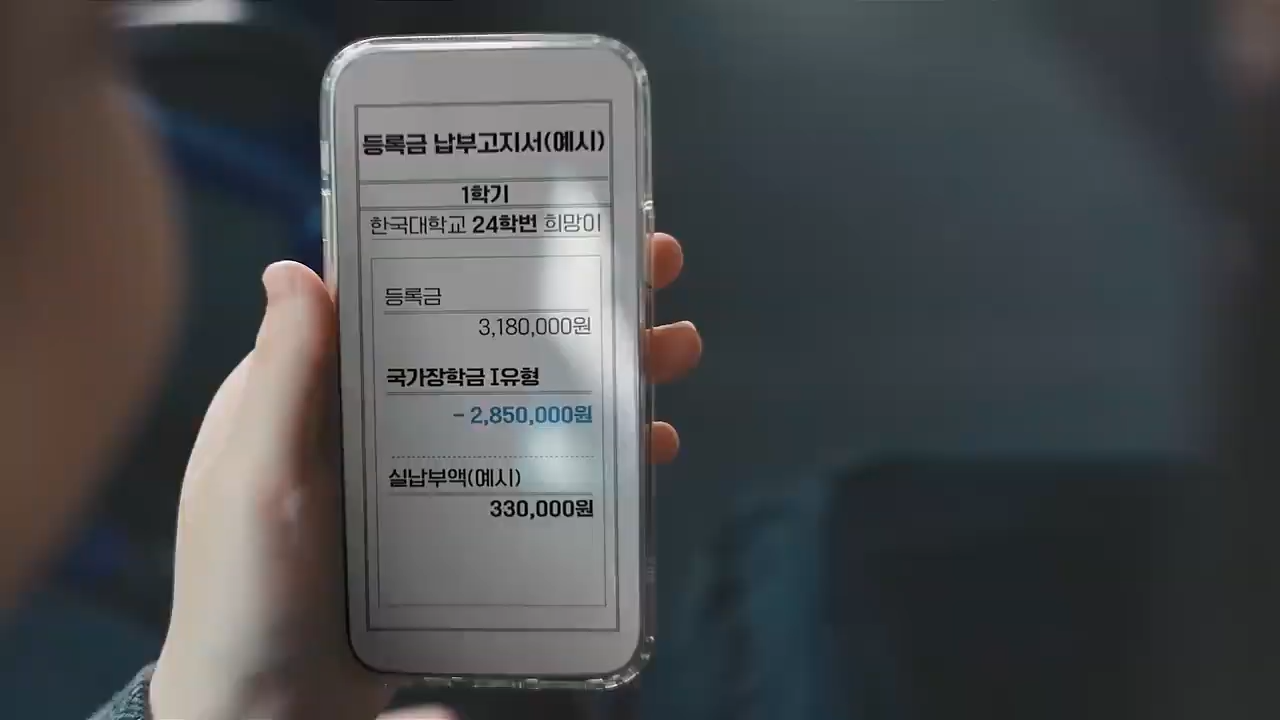 등록금 납부고지서(예시)
1학기
한국대학교 24학번 희망이
등록금
3,180,000원
국가장학금 I유형
- 2,850,000원
실납부액(예시)
330,000원